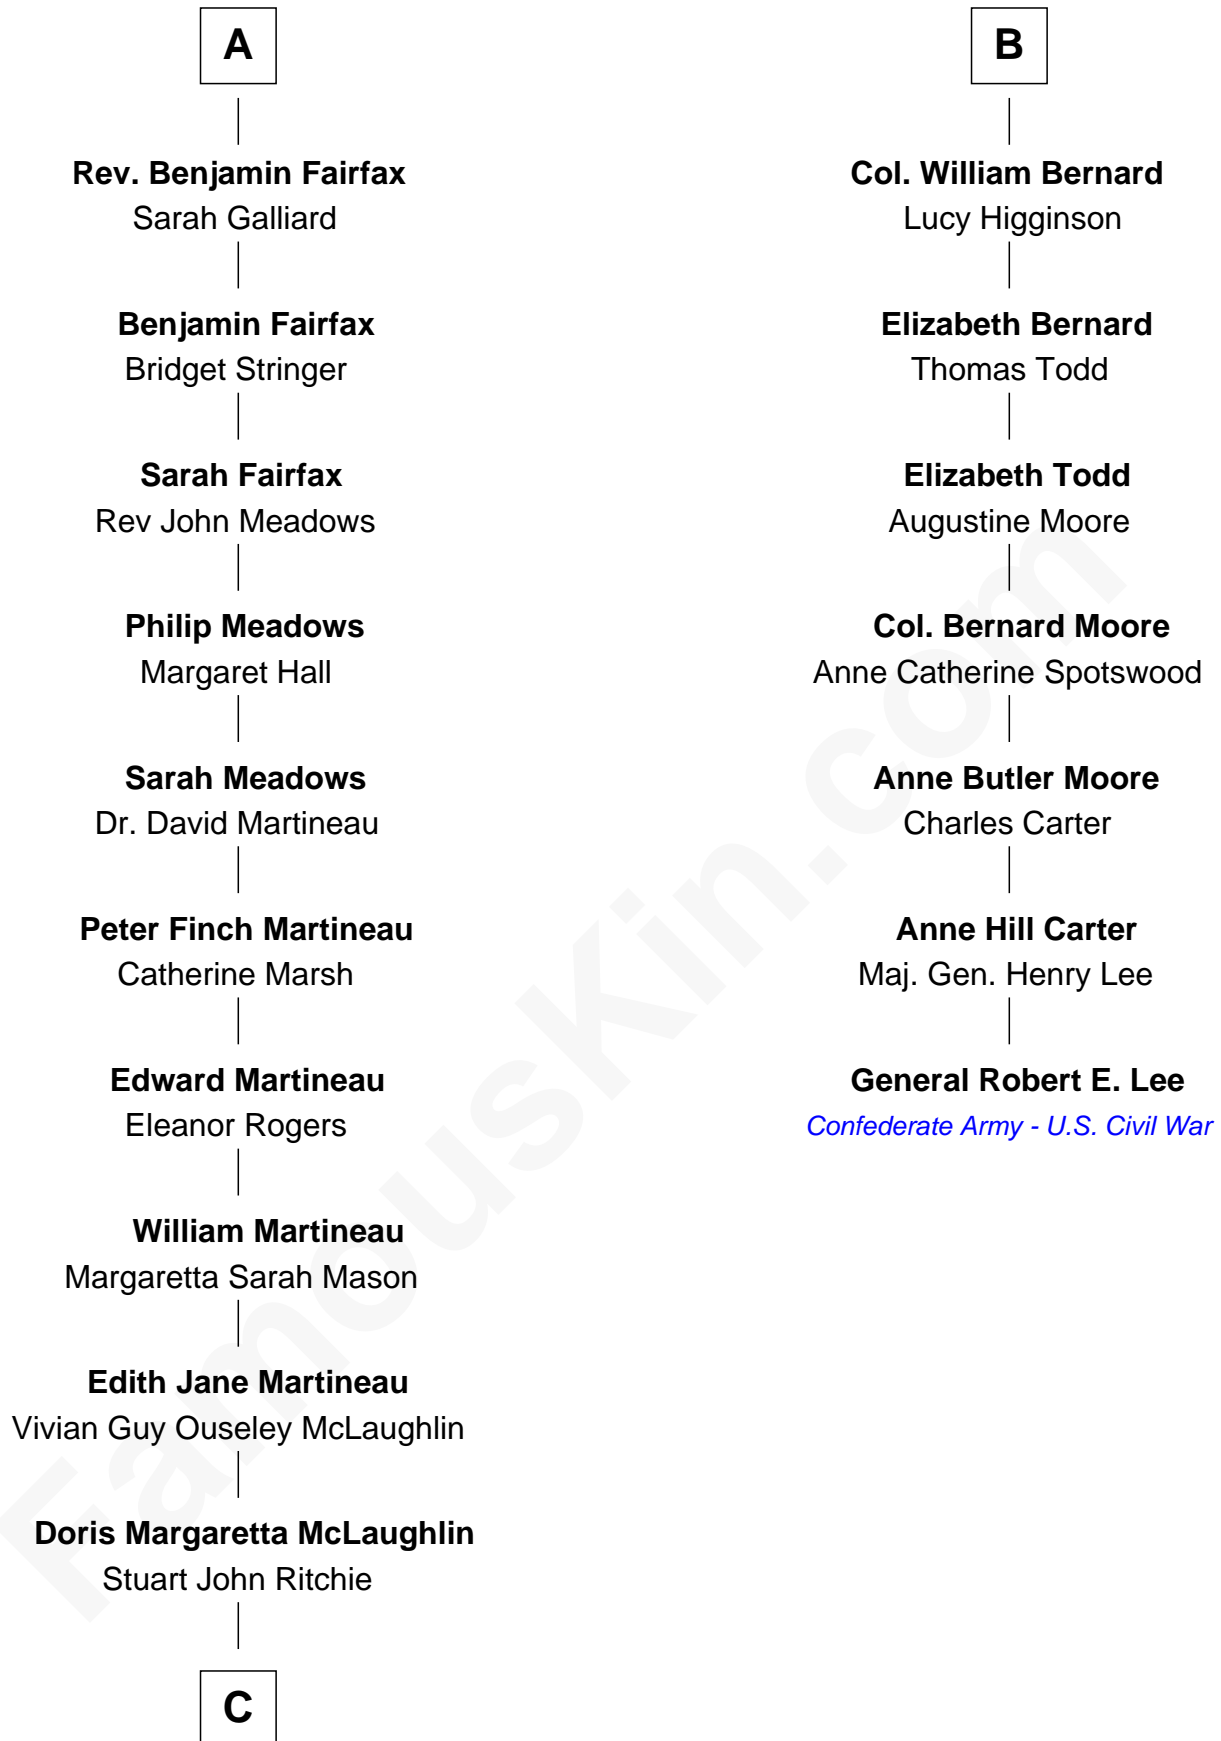 A
Rev. Benjamin Fairfax
Sarah Galliard
Benjamin Fairfax
Bridget Stringer
Sarah Fairfax
Rev John Meadows
Philip Meadows
Margaret Hall
Sarah Meadows
Dr. David Martineau
Peter Finch Martineau
Catherine Marsh
Edward Martineau
Eleanor Rogers
William Martineau
Margaretta Sarah Mason
Edith Jane Martineau
Vivian Guy Ouseley McLaughlin
Doris Margaretta McLaughlin
Stuart John Ritchie
C
B
Col. William Bernard
Lucy Higginson
Elizabeth Bernard
Thomas Todd
Elizabeth Todd
Augustine Moore
Col. Bernard Moore
Anne Catherine Spotswood
Anne Butler Moore
Charles Carter
Anne Hill Carter
Maj. Gen. Henry Lee
General Robert E. Lee
Confederate Army - U.S. Civil War
FamousKin.com